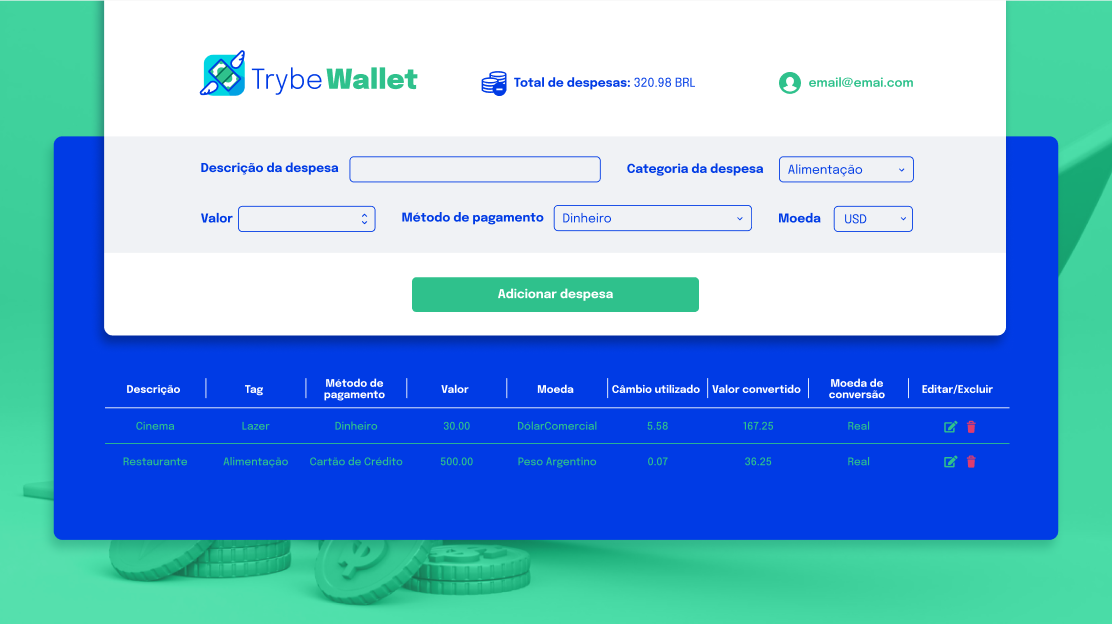 TrybeWallet
Total de despesas: 320.98 BRL
email@emai.com
Descrição da despesa
Categoria da despesa
Alimentação
Valor
Método de pagamento
Dinheiro
Moeda
USD
Adicionar despesa
Descrição
Tag
Método de
pagamento
Valor
Moeda
Câmbio utilizado
Valor convertido
Moeda de
conversão
Editar/Excluir
Cinema
Lazer
Dinheiro
30.00
DólarComercial
5.58
167.25
Real
Restaurante
Alimentação
Cartão de Crédito
500.00
Peso Argentino
0.07
36.25
Real